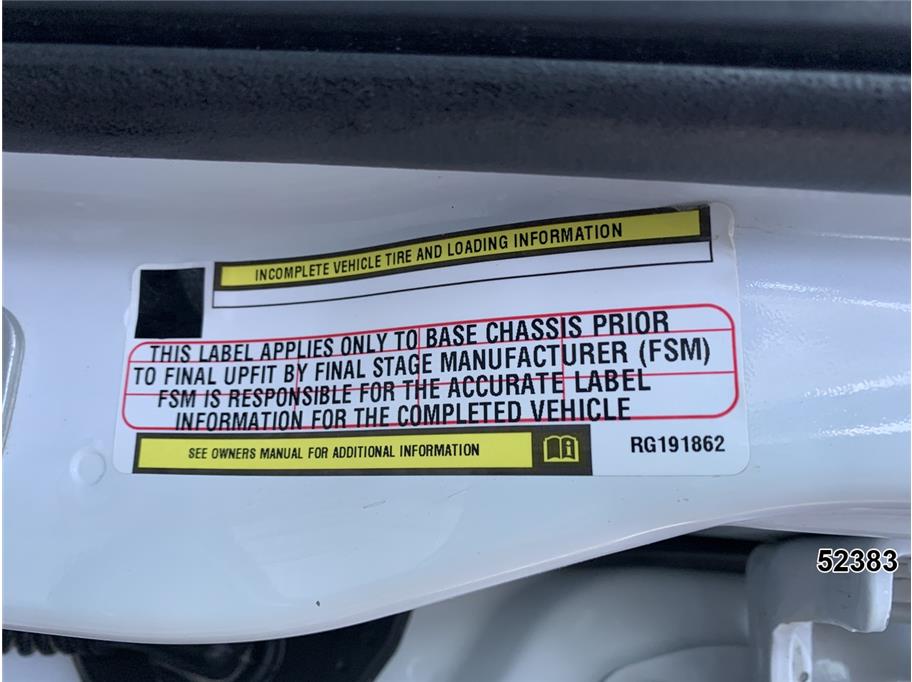 INCOMPLETE VEHICLE TIRE AND LOADING INFORMATION
THIS LABEL APPLIES ONLY TO BASE CHASSIS PRIOR
TO FINAL UPFIT BY FINAL STAGE MANUFACTURER (FSM)
FSM IS RESPONSIBLE FOR THE ACCURATE LABEL
INFORMATION FOR THE COMPLETED VEHICLE
SEE OWNERS MANUAL FOR ADDITIONAL INFORMATION
RG191862
52383